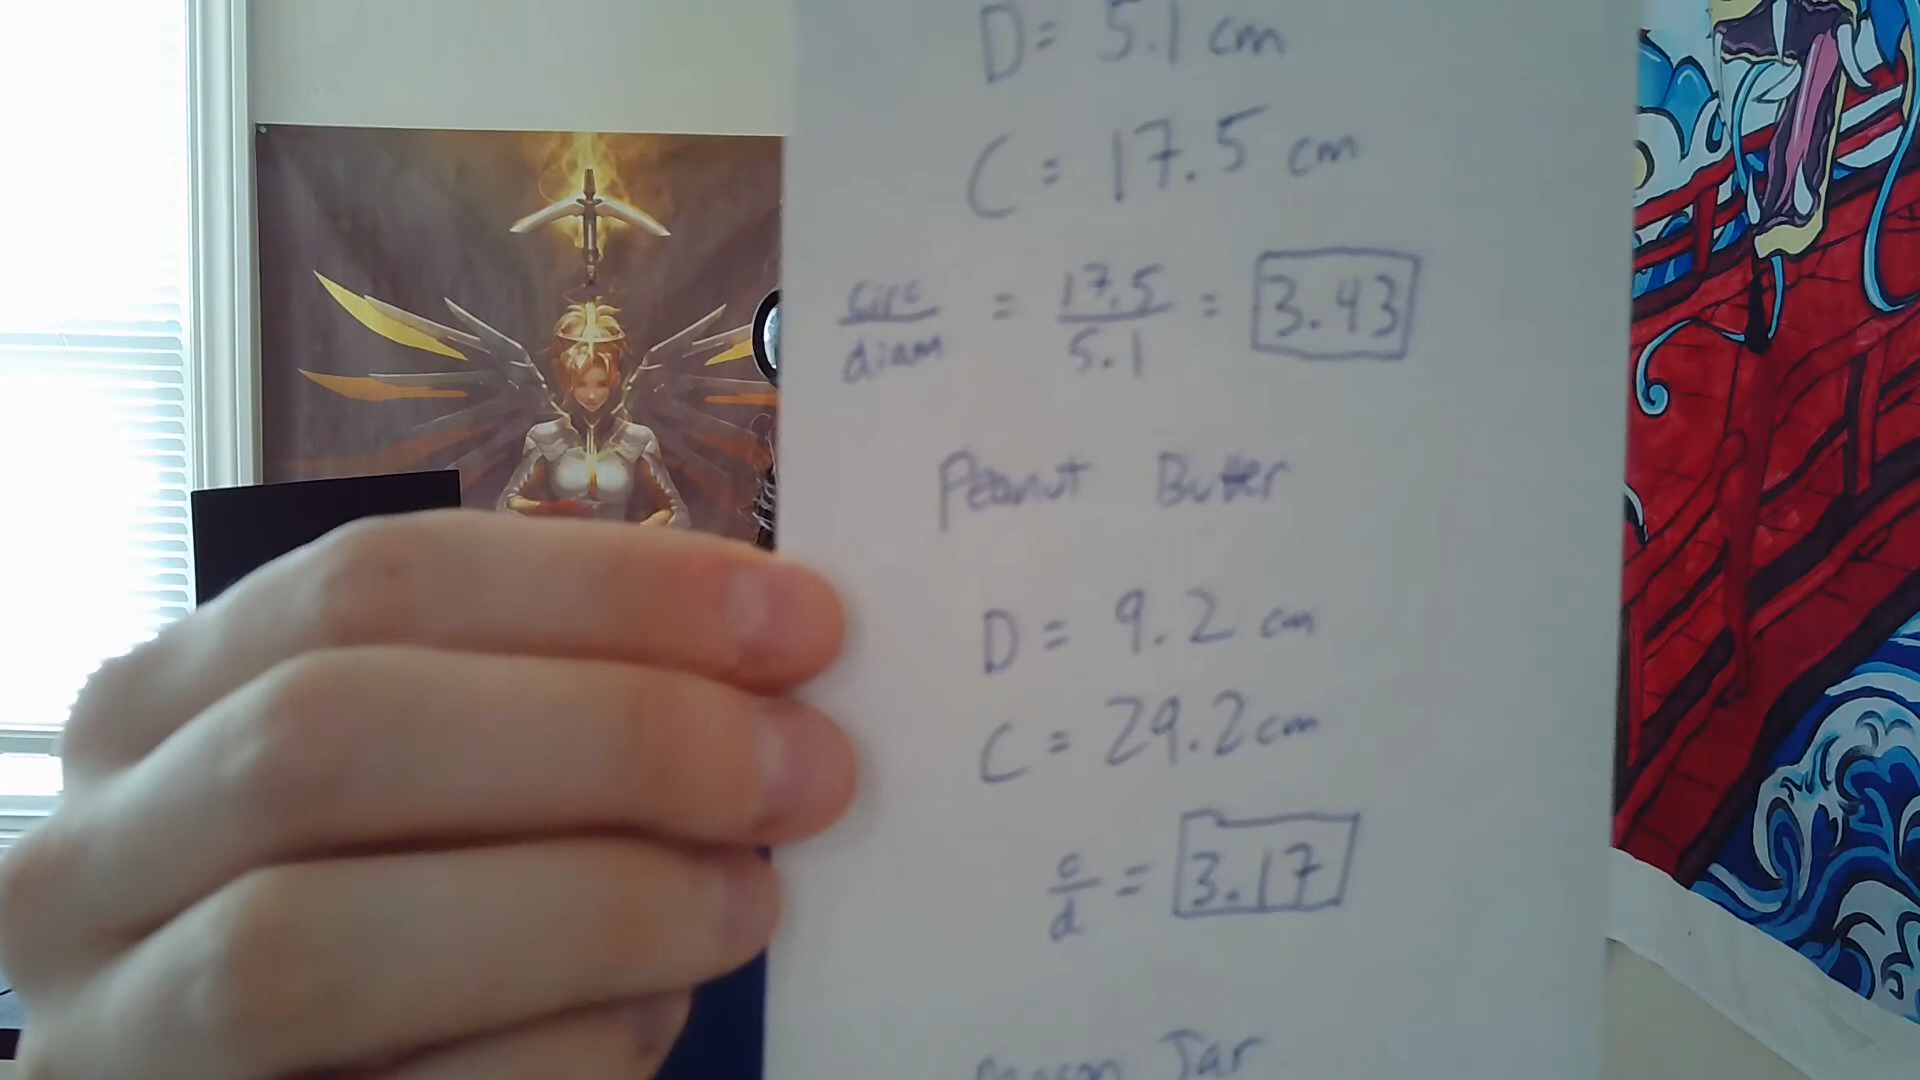 D = 5.1 cm
C = 17.5 cm
circ/diam = 17.5/5.1 = 3.43
Peanut Butter
D = 9.2 cm
C = 29.2 cm
c/d = 3.17
Mason Jar